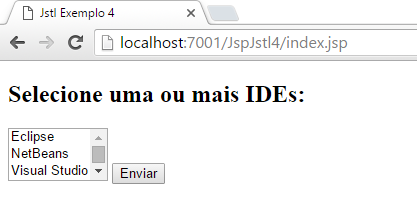 Jstl Exemplo 4
localhost:7001/JspJstl4/index.jsp
Selecione uma ou mais IDEs:
Eclipse
NetBeans
Visual Studio
Enviar